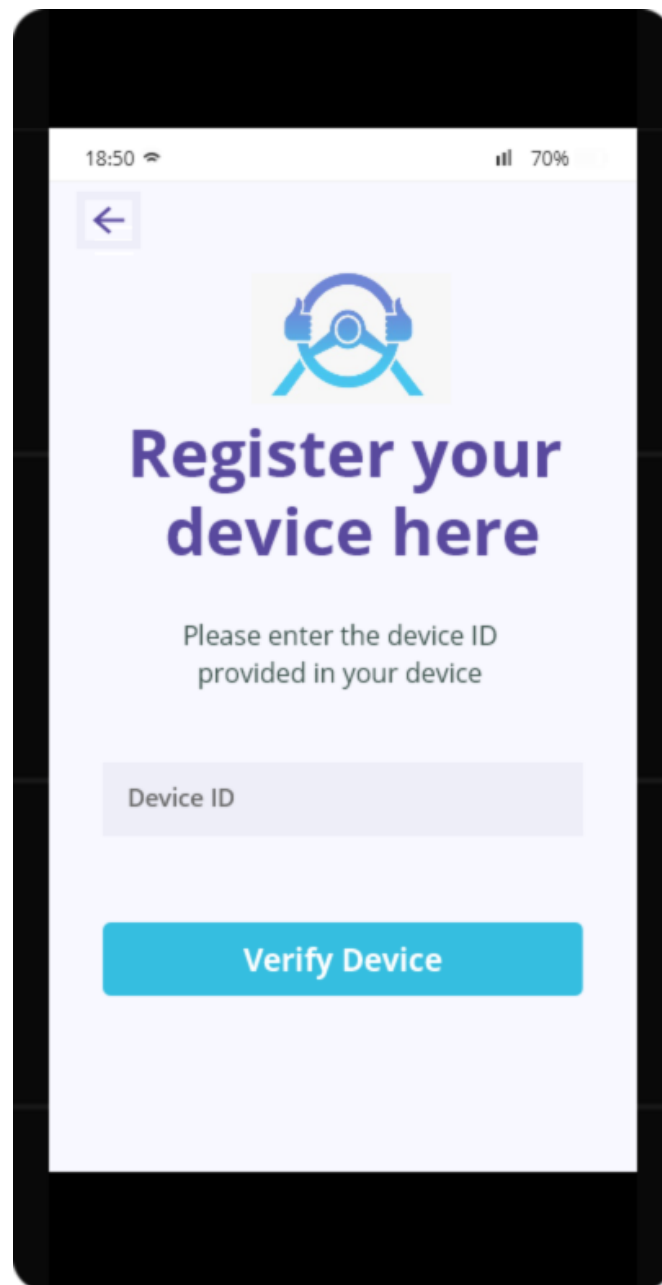 18:50 70%
Register your
device here
Please enter the device ID
provided in your device
Device ID
Verify Device